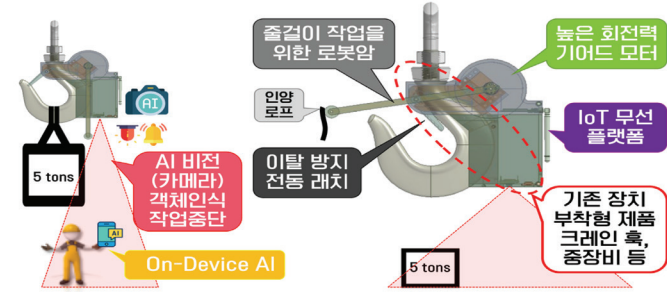 AI
5 tons
AI 비전
(카메라)
객체인식
작업중단
AI
On-Device AI
줄걸이 작업을
위한 로봇암
높은 회전력
기어드 모터
인양
로프
IoT 무선
플랫폼
이탈 방지
전동 래치
기존 장치
부착형 제품
크레인 훅,
중장비 등
5 tons